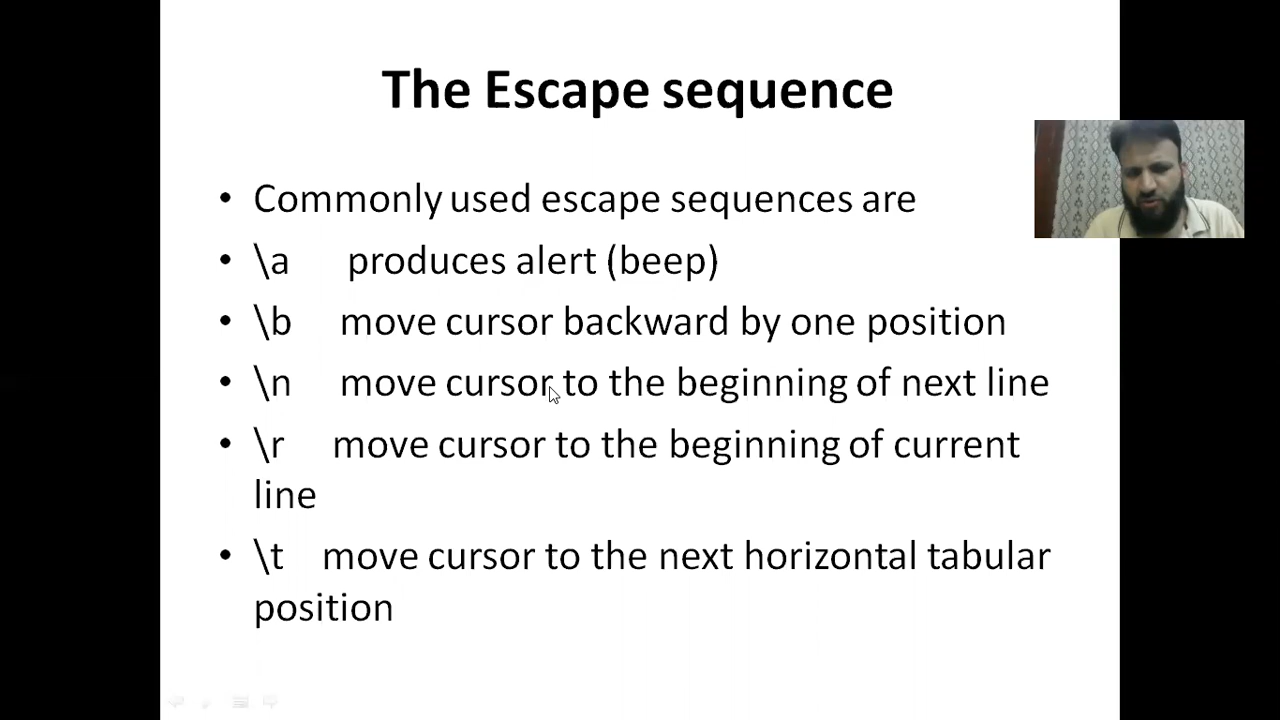 The Escape sequence
• Commonly used escape sequences are
• \a produces alert (beep)
• \b move cursor backward by one position
• \n move cursor to the beginning of next line
• \r move cursor to the beginning of current
line
• \t move cursor to the next horizontal tabular
position